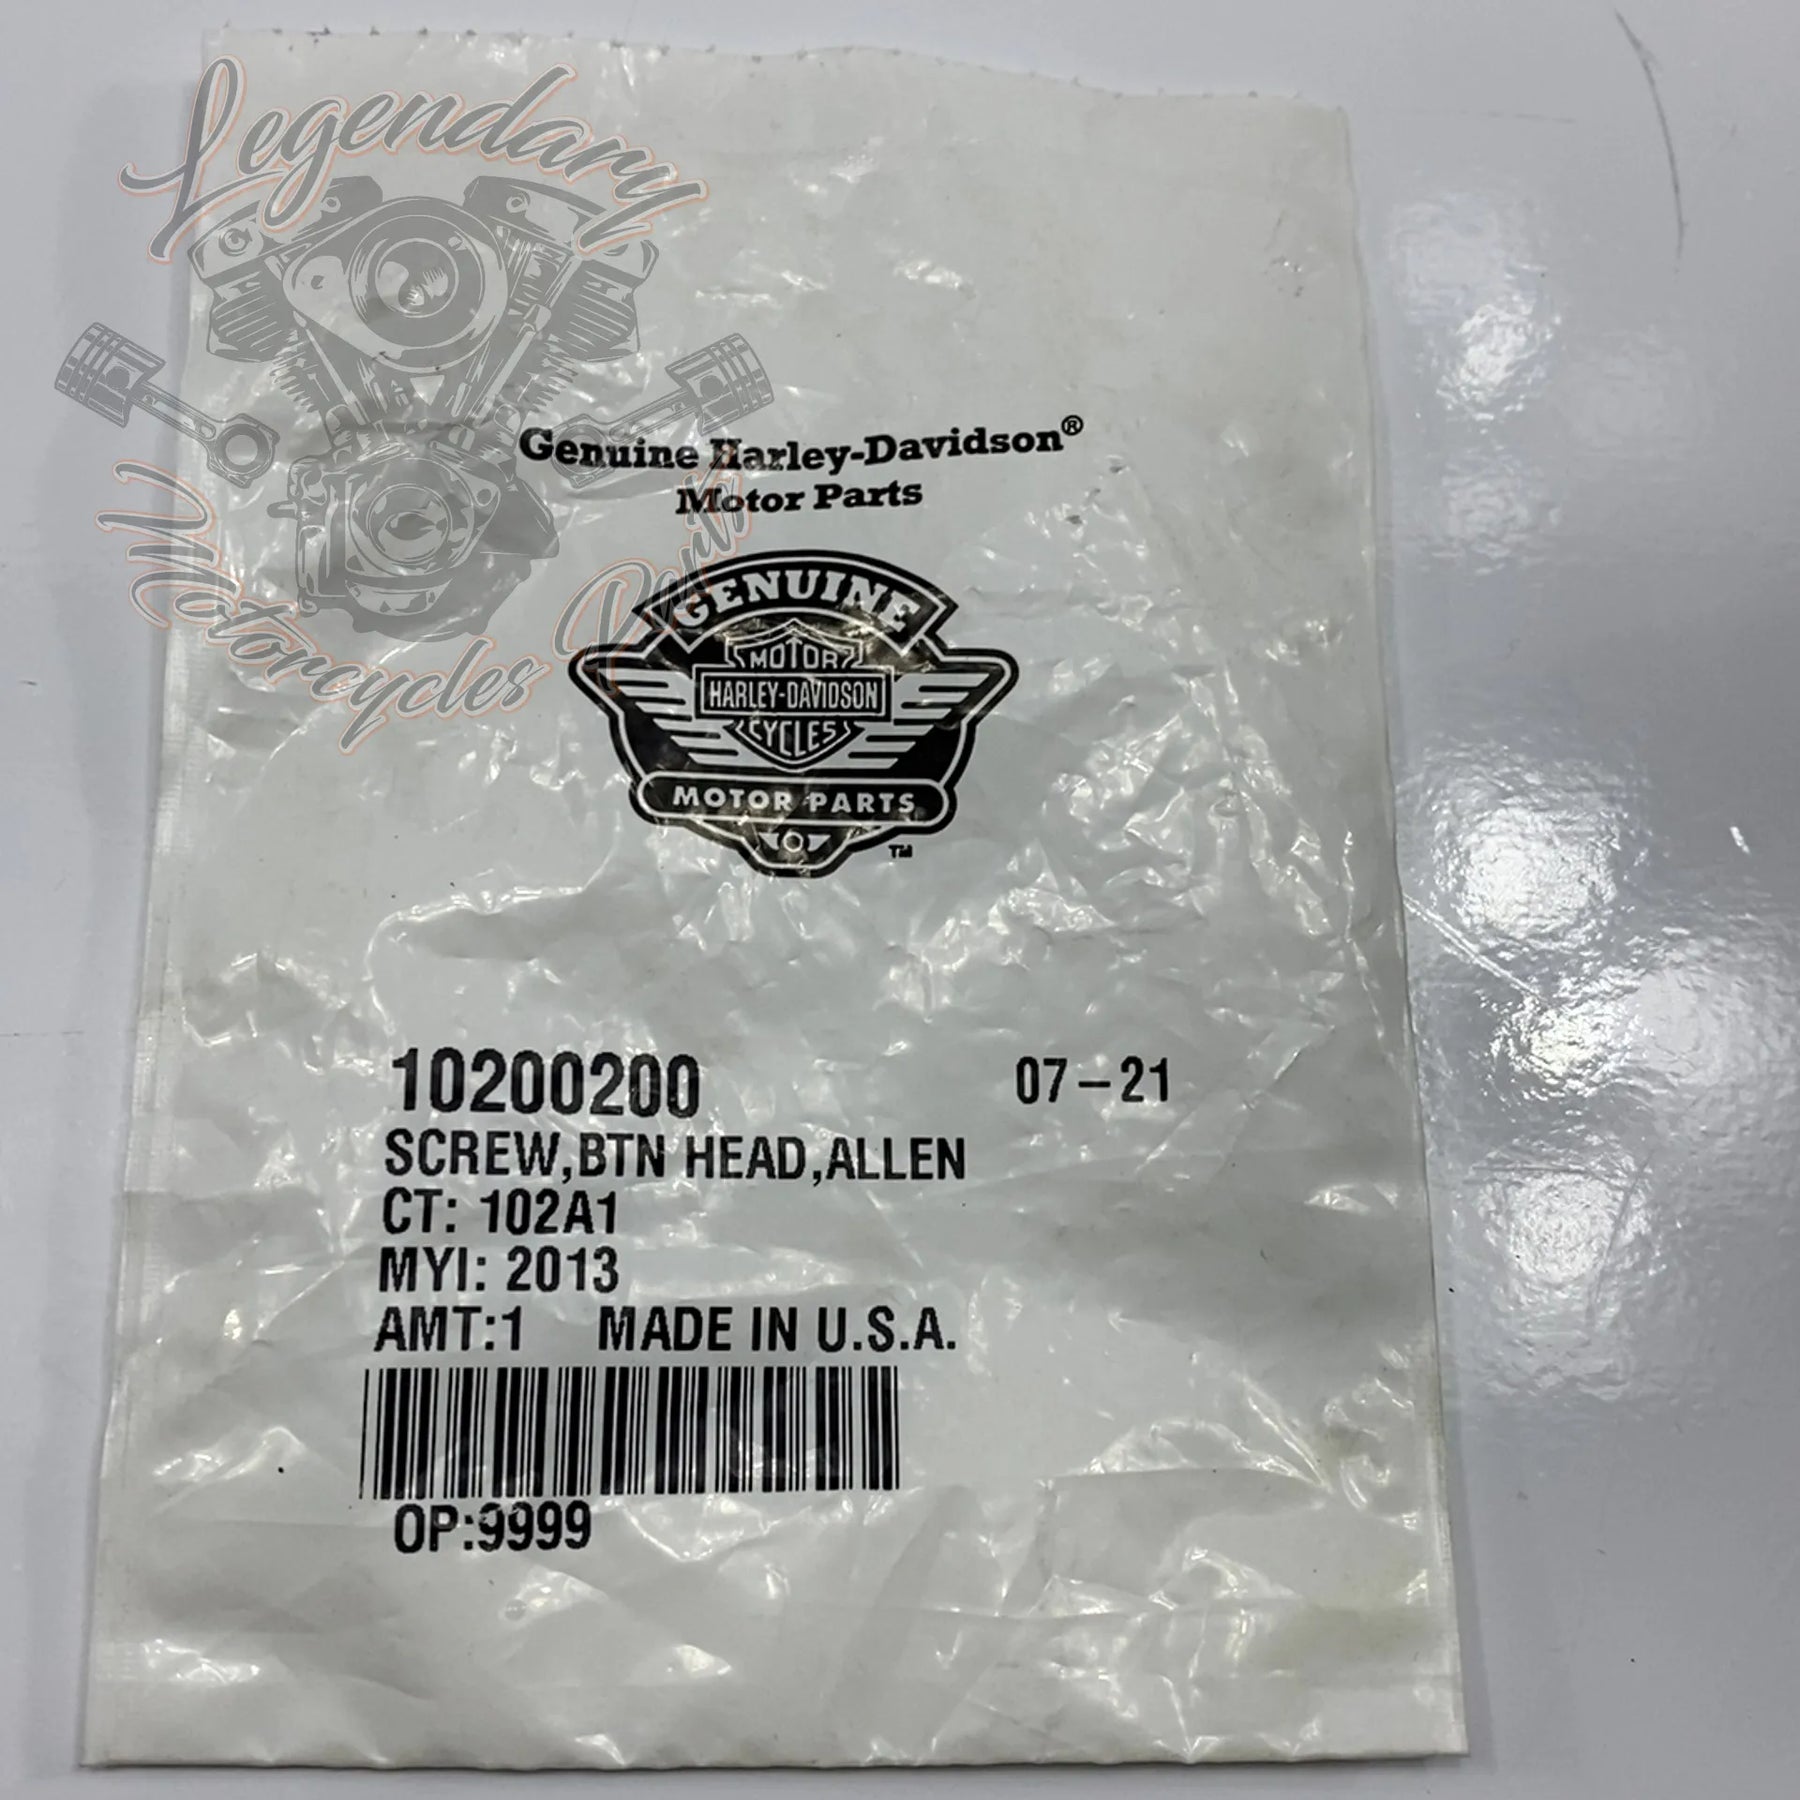 Legendary
Motorcycles Parts
Genuine Harley-Davidson®
Motor Parts
GENUINE
MOTOR
HARLEY-DAVIDSON
CYCLES
MOTOR PARTS
TM
10200200 07-21
SCREW,BTN HEAD,ALLEN
CT: 102A1
MYI: 2013
AMT:1 MADE IN U.S.A.
OP:9999